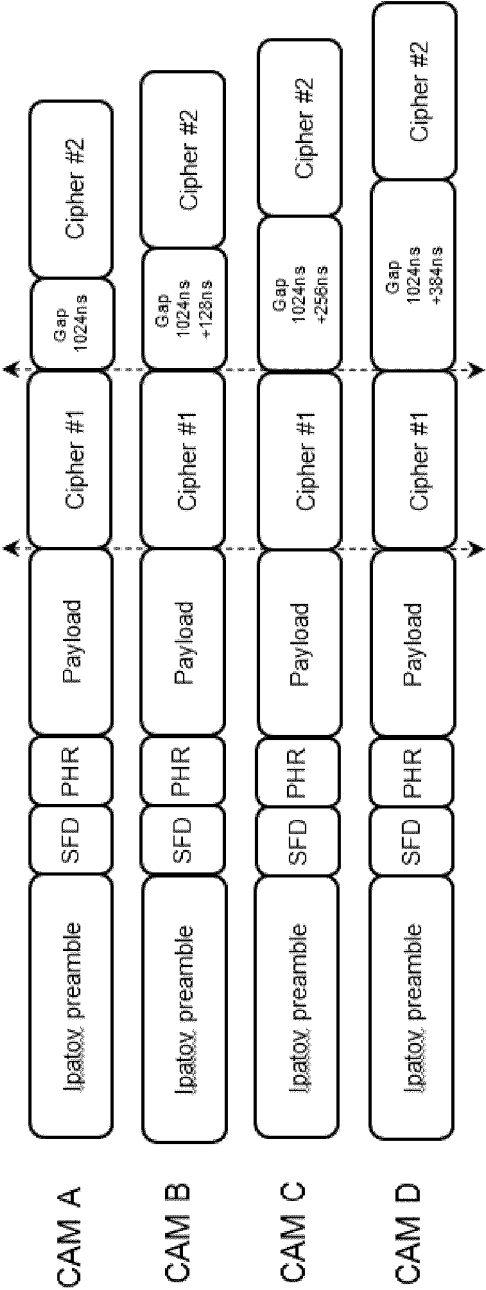 CAM A
Ipatov preamble
SFD
PHR
Payload
Cipher #1
Gap
1024ns
Cipher #2
CAM B
Ipatov preamble
SFD
PHR
Payload
Cipher #1
Gap
1024ns
+128ns
Cipher #2
CAM C
Ipatov preamble
SFD
PHR
Payload
Cipher #1
Gap
1024ns
+256ns
Cipher #2
CAM D
Ipatov preamble
SFD
PHR
Payload
Cipher #1
Gap
1024ns
+384ns
Cipher #2